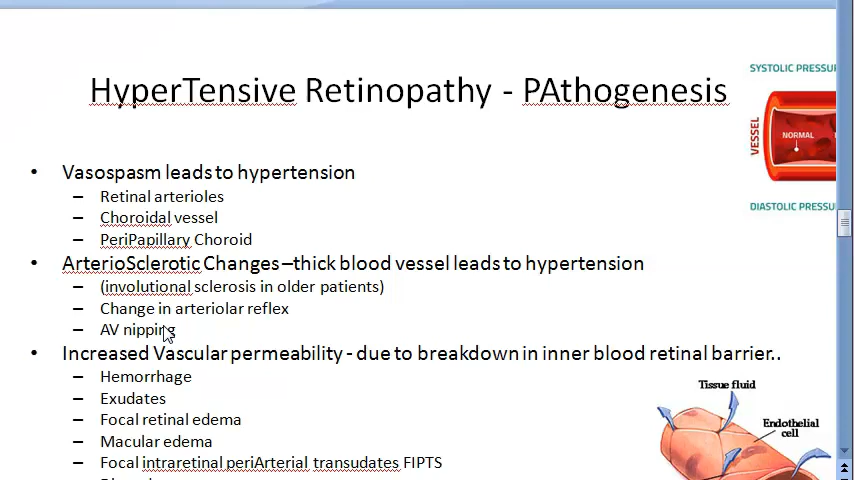 HyperTensive Retinopathy - PAthogenesis
SYSTOLIC PRESSUR
VESSEL
NORMAL
DIASTOLIC PRESSU
• Vasospasm leads to hypertension
– Retinal arterioles
– Choroidal vessel
– PeriPapillary Choroid
• ArterioSclerotic Changes –thick blood vessel leads to hypertension
– (involutional sclerosis in older patients)
– Change in arteriolar reflex
– AV nipping
• Increased Vascular permeability - due to breakdown in inner blood retinal barrier..
– Hemorrhage
– Exudates
– Focal retinal edema
– Macular edema
– Focal intraretinal periArterial transudates FIPTS
Tissue fluid
Endothelial
cell